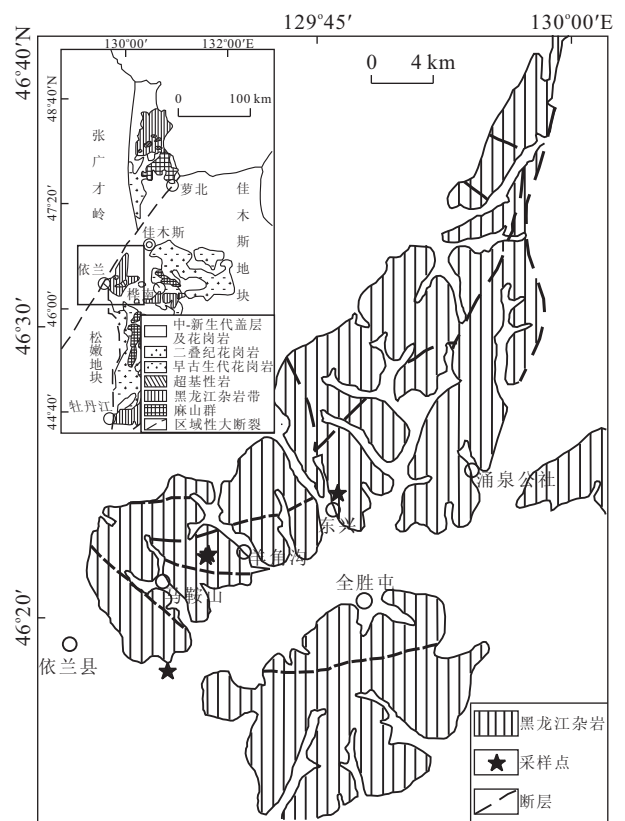 129°45′
130°00′E
46°40′N
46°30′
46°20′
0 4 km
130°00′
132°00′E
48°40′N
47°20′
46°00′
44°40′
0 100 km
张广才岭
萝北
佳木斯地块
佳木斯
依兰
桦南
松嫩地块
牡丹江
中-新生代盖层
及花岗岩
二叠纪花岗岩
早古生代花岗岩
超基性岩
黑龙江杂岩带
麻山群
区域性大断裂
涌泉公社
东兴
羊角沟
马鞍山
全胜屯
依兰县
黑龙江杂岩
采样点
断层